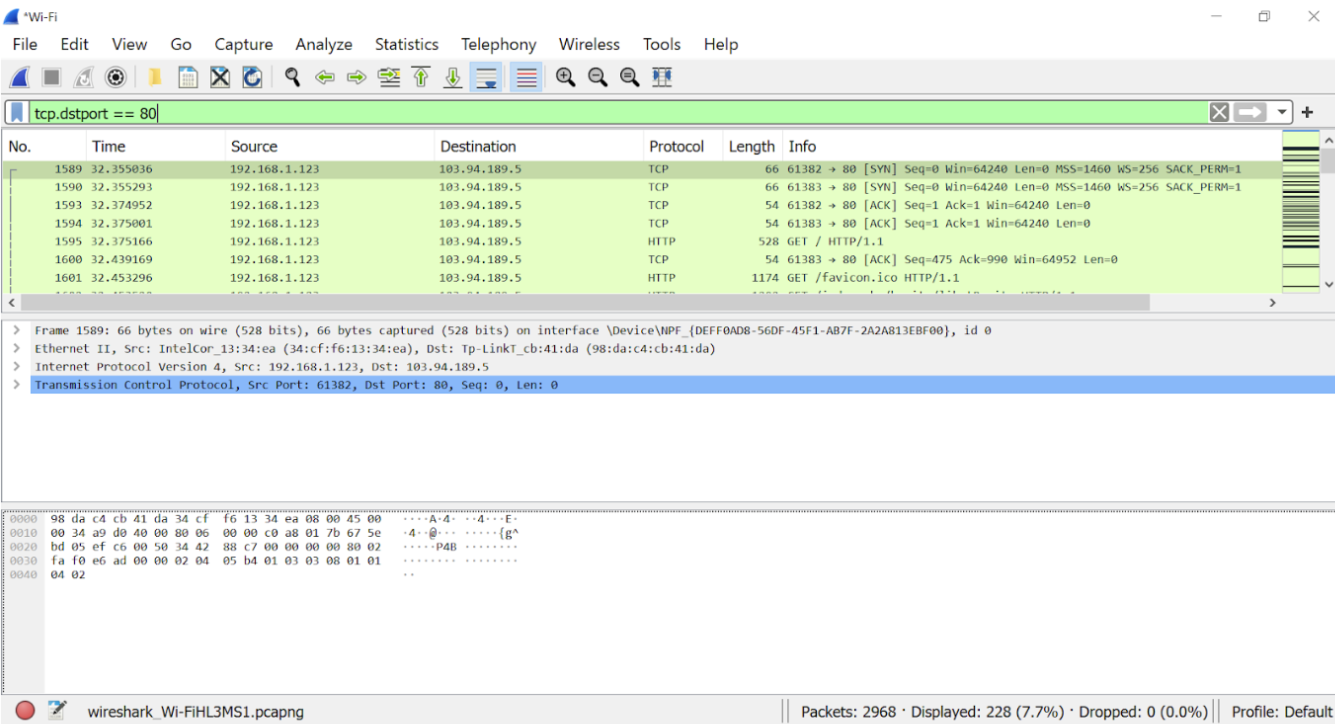 *Wi-Fi
File Edit View Go Capture Analyze Statistics Telephony Wireless Tools Help
tcp.dstport == 80
No. Time Source Destination Protocol Length Info
1589 32.355036 192.168.1.123 103.94.189.5 TCP 66 61382 → 80 [SYN] Seq=0 Win=64240 Len=0 MSS=1460 WS=256 SACK_PERM=1
1590 32.355293 192.168.1.123 103.94.189.5 TCP 66 61383 → 80 [SYN] Seq=0 Win=64240 Len=0 MSS=1460 WS=256 SACK_PERM=1
1593 32.374952 192.168.1.123 103.94.189.5 TCP 54 61382 → 80 [ACK] Seq=1 Ack=1 Win=64240 Len=0
1594 32.375001 192.168.1.123 103.94.189.5 TCP 54 61383 → 80 [ACK] Seq=1 Ack=1 Win=64240 Len=0
1595 32.375166 192.168.1.123 103.94.189.5 HTTP 528 GET / HTTP/1.1
1600 32.439169 192.168.1.123 103.94.189.5 TCP 54 61383 → 80 [ACK] Seq=475 Ack=990 Win=64952 Len=0
1601 32.453296 192.168.1.123 103.94.189.5 HTTP 1174 GET /favicon.ico HTTP/1.1
> Frame 1589: 66 bytes on wire (528 bits), 66 bytes captured (528 bits) on interface \Device\NPF_{DEFF0AD8-56DF-45F1-AB7F-2A2A813EBF00}, id 0
> Ethernet II, Src: IntelCor_13:34:ea (34:cf:f6:13:34:ea), Dst: Tp-LinkT_cb:41:da (98:da:c4:cb:41:da)
> Internet Protocol Version 4, Src: 192.168.1.123, Dst: 103.94.189.5
> Transmission Control Protocol, Src Port: 61382, Dst Port: 80, Seq: 0, Len: 0
0000 98 da c4 cb 41 da 34 cf f6 13 34 ea 08 00 45 00 ····A·4· ··4···E·
0010 00 34 a9 d0 40 00 80 06 00 00 c0 a8 01 7b 67 5e ·4··@··· ·····{g^
0020 bd 05 ef c6 00 50 34 42 88 c7 00 00 00 00 80 02 ·····P4B ········
0030 fa f0 e6 ad 00 00 02 04 05 b4 01 03 03 08 01 01 ········ ········
0040 04 02 ··
wireshark_Wi-FiHL3MS1.pcapng Packets: 2968 · Displayed: 228 (7.7%) · Dropped: 0 (0.0%) Profile: Default